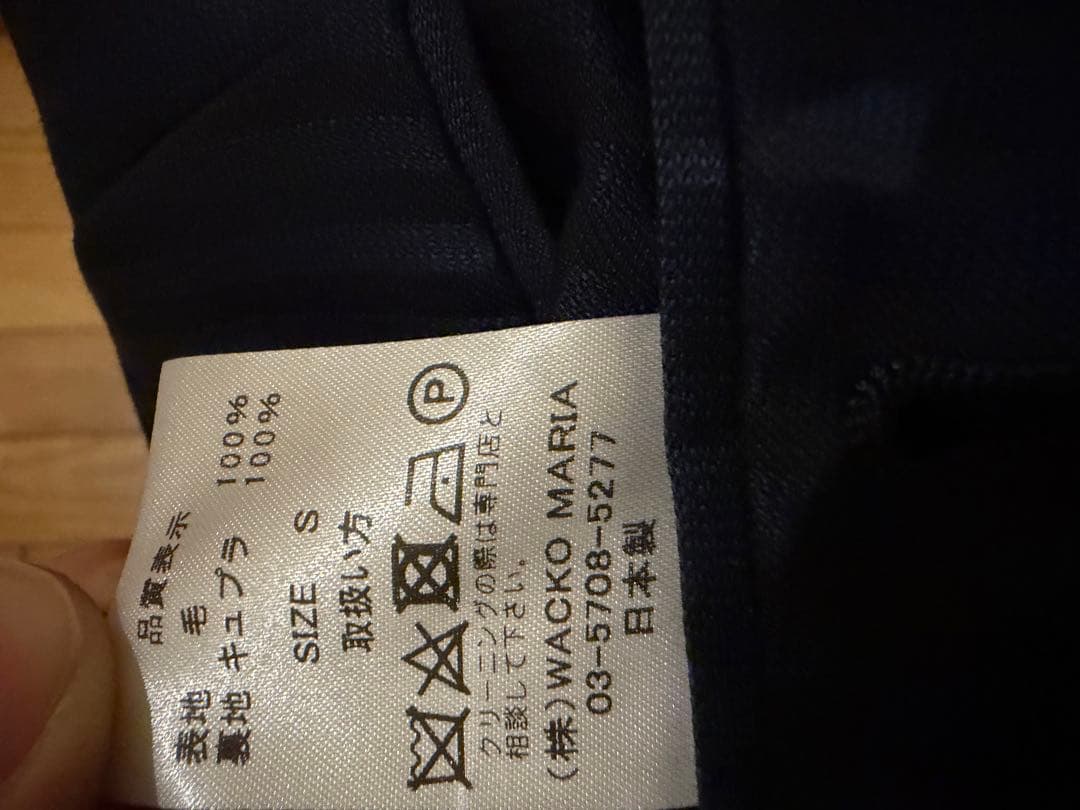 品質表示
表地 毛 100%
裏地 キュプラ 100%
SIZE S
取扱い方
P
クリーニングの際は専門店と
相談して下さい。
(株)WACKO MARIA
03-5708-5277
日本製